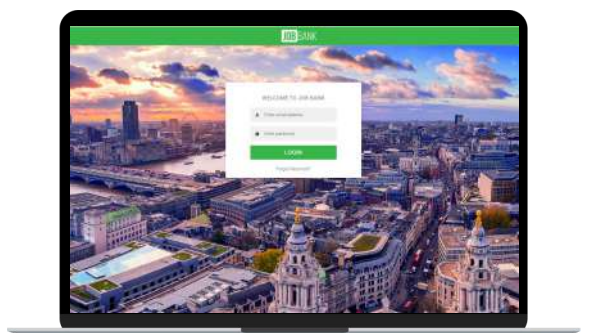 JOB BANK
WELCOME TO JOB BANK
Enter email address
Enter password
LOGIN
Forgot Password?